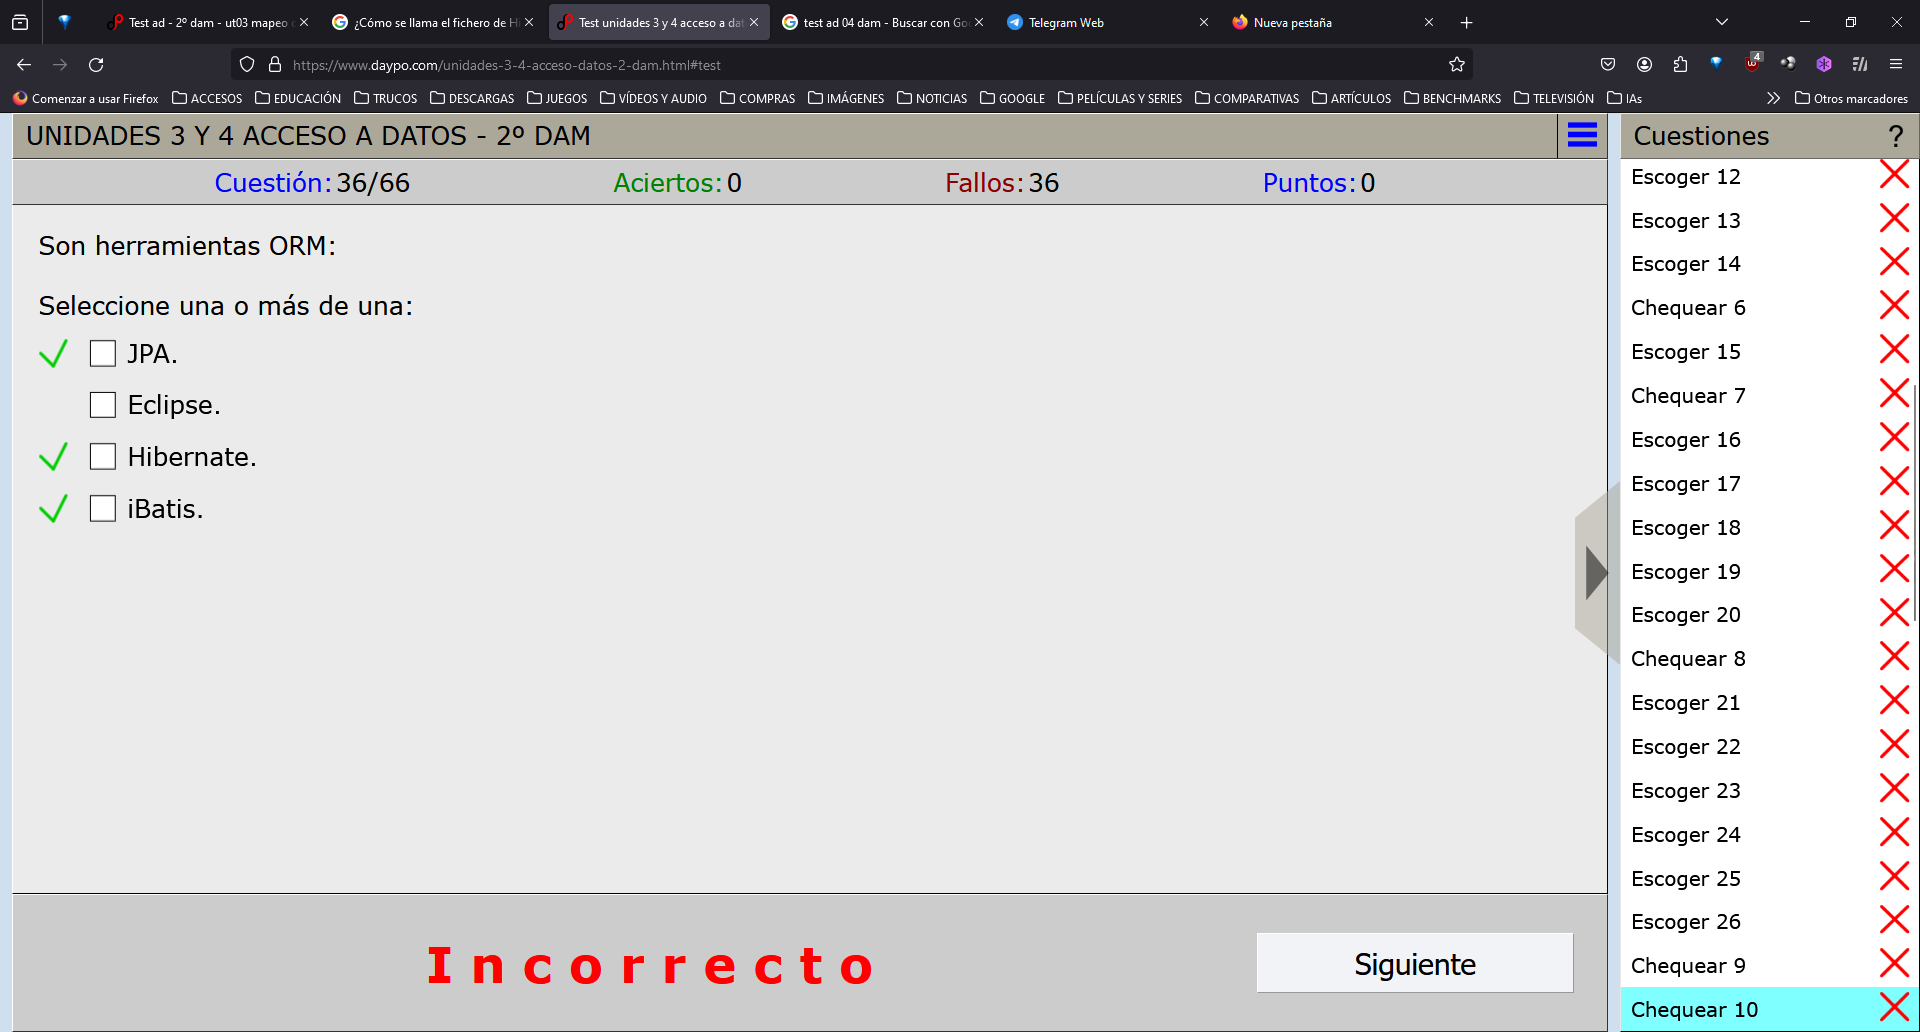 Test ad - 2º dam - ut03 mapeo
¿Cómo se llama el fichero de Hi
Test unidades 3 y 4 acceso a dat
test ad 04 dam - Buscar con Go
Telegram Web
Nueva pestaña
https://www.daypo.com/unidades-3-4-acceso-datos-2-dam.html#test
4
Comenzar a usar Firefox
ACCESOS
EDUCACIÓN
TRUCOS
DESCARGAS
JUEGOS
VÍDEOS Y AUDIO
COMPRAS
IMÁGENES
NOTICIAS
GOOGLE
PELÍCULAS Y SERIES
COMPARATIVAS
ARTÍCULOS
BENCHMARKS
TELEVISIÓN
IAs
Otros marcadores
UNIDADES 3 Y 4 ACCESO A DATOS - 2º DAM
Cuestión: 36/66
Aciertos: 0
Fallos: 36
Puntos: 0
Son herramientas ORM:
Seleccione una o más de una:
JPA.
Eclipse.
Hibernate.
iBatis.
Incorrecto
Siguiente
Cuestiones ?
Escoger 12
Escoger 13
Escoger 14
Chequear 6
Escoger 15
Chequear 7
Escoger 16
Escoger 17
Escoger 18
Escoger 19
Escoger 20
Chequear 8
Escoger 21
Escoger 22
Escoger 23
Escoger 24
Escoger 25
Escoger 26
Chequear 9
Chequear 10